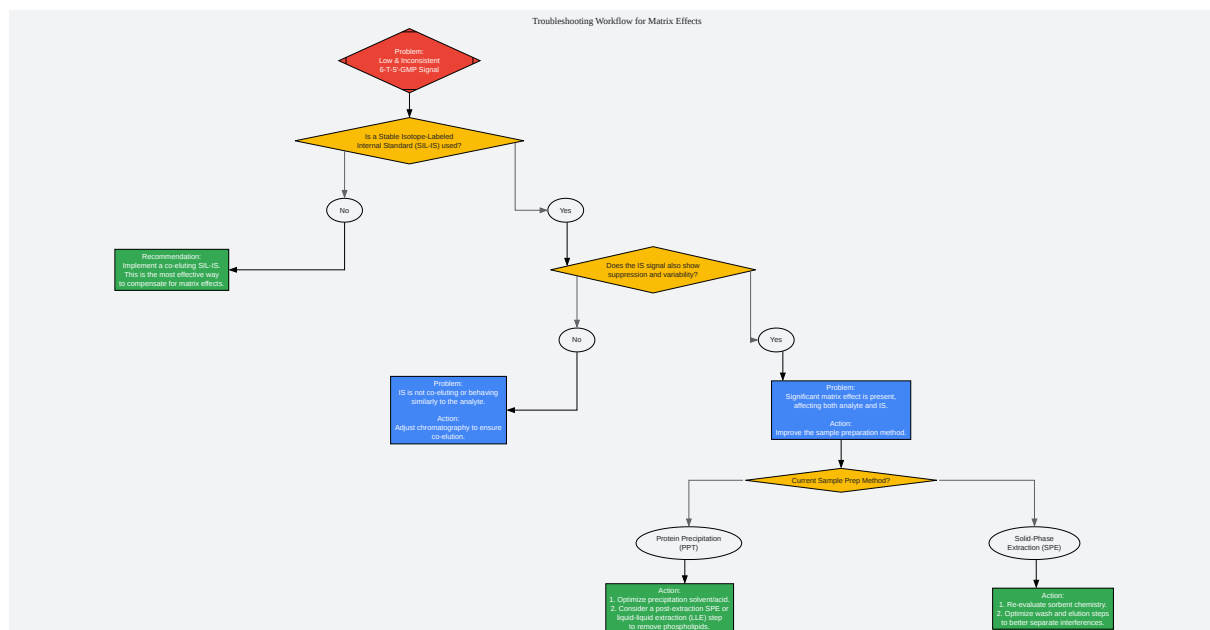 Troubleshooting Workflow for Matrix Effects
Problem:
Low & Inconsistent
6-T-5'-GMP Signal
Is a Stable Isotope-Labeled
Internal Standard (SIL-IS) used?
No
Yes
Recommendation:
Implement a co-eluting SIL-IS.
This is the most effective way
to compensate for matrix effects.
Does the IS signal also show
suppression and variability?
No
Yes
Problem:
IS is not co-eluting or behaving
similarly to the analyte.
Action:
Adjust chromatography to ensure
co-elution.
Problem:
Significant matrix effect is present,
affecting both analyte and IS.
Action:
Improve the sample preparation method.
Current Sample Prep Method?
Protein Precipitation
(PPT)
Solid-Phase
Extraction (SPE)
Action:
1. Optimize precipitation solvent/acid.
2. Consider a post-extraction SPE or
liquid-liquid extraction (LLE) step
to remove phospholipids.
Action:
1. Re-evaluate sorbent chemistry.
2. Optimize wash and elution steps
to better separate interferences.